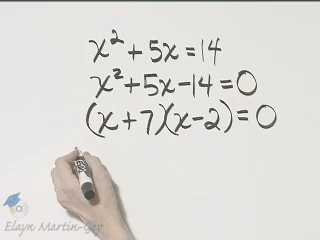 x² + 5x = 14
x² + 5x - 14 = 0
(x + 7)(x - 2) = 0
Elayn Martin-Gay